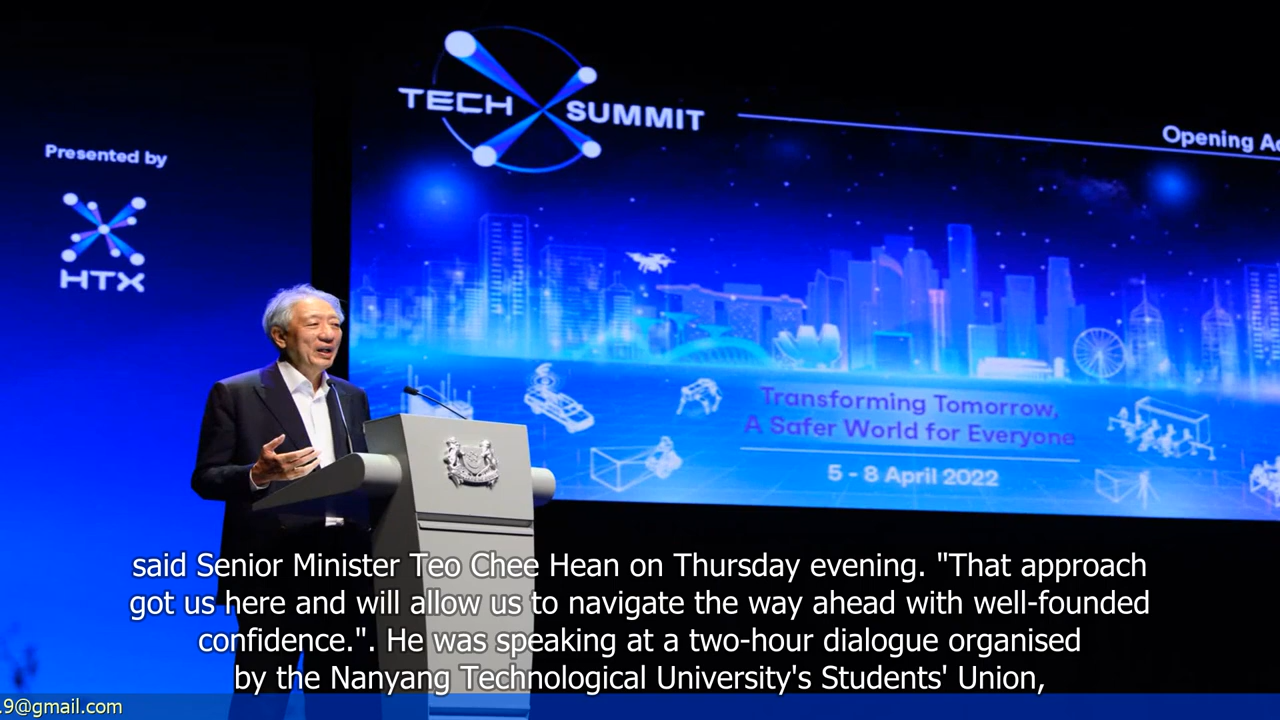 TECH SUMMIT
Opening
Presented by
HTX
Transforming Tomorrow,
A Safer World for Everyone
5 - 8 April 2022
said Senior Minister Teo Chee Hean on Thursday evening. "That approach
got us here and will allow us to navigate the way ahead with well-founded
confidence.". He was speaking at a two-hour dialogue organised
by the Nanyang Technological University's Students' Union,
.9@gmail.com